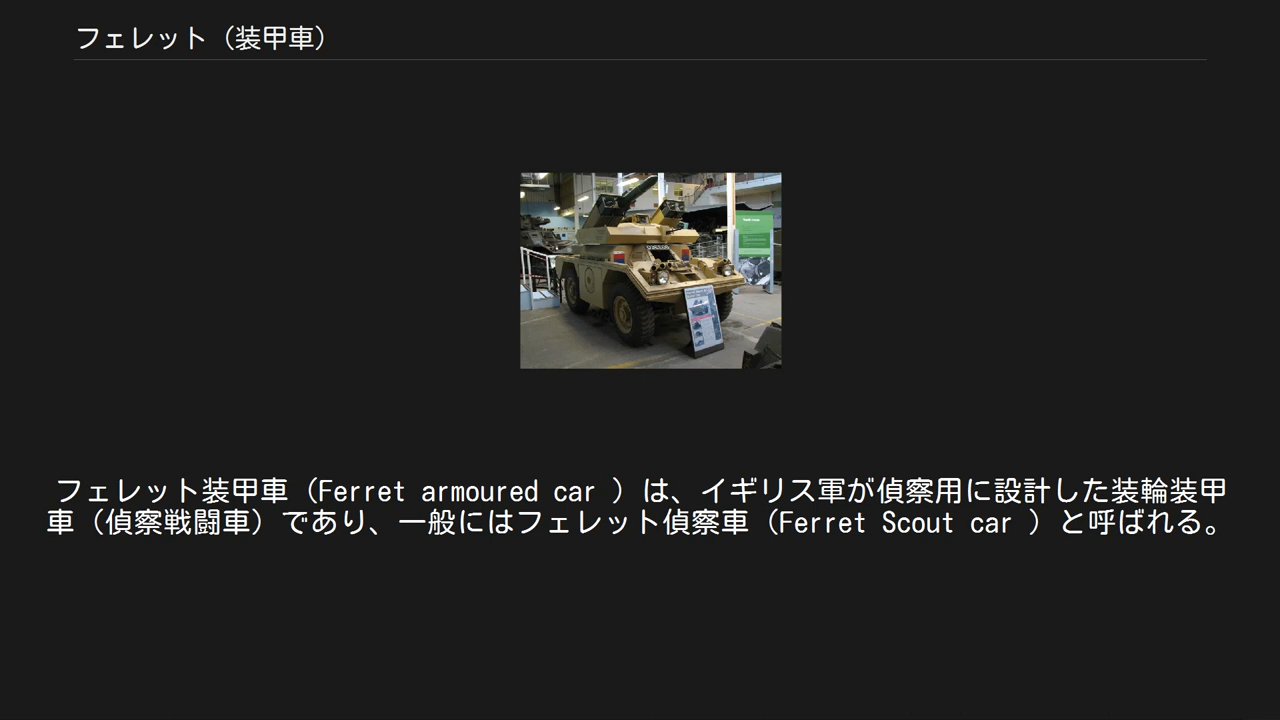 フェレット（装甲車）
フェレット装甲車（Ferret armoured car ）は、イギリス軍が偵察用に設計した装輪装甲
車（偵察戦闘車）であり、一般にはフェレット偵察車（Ferret Scout car ）と呼ばれる。